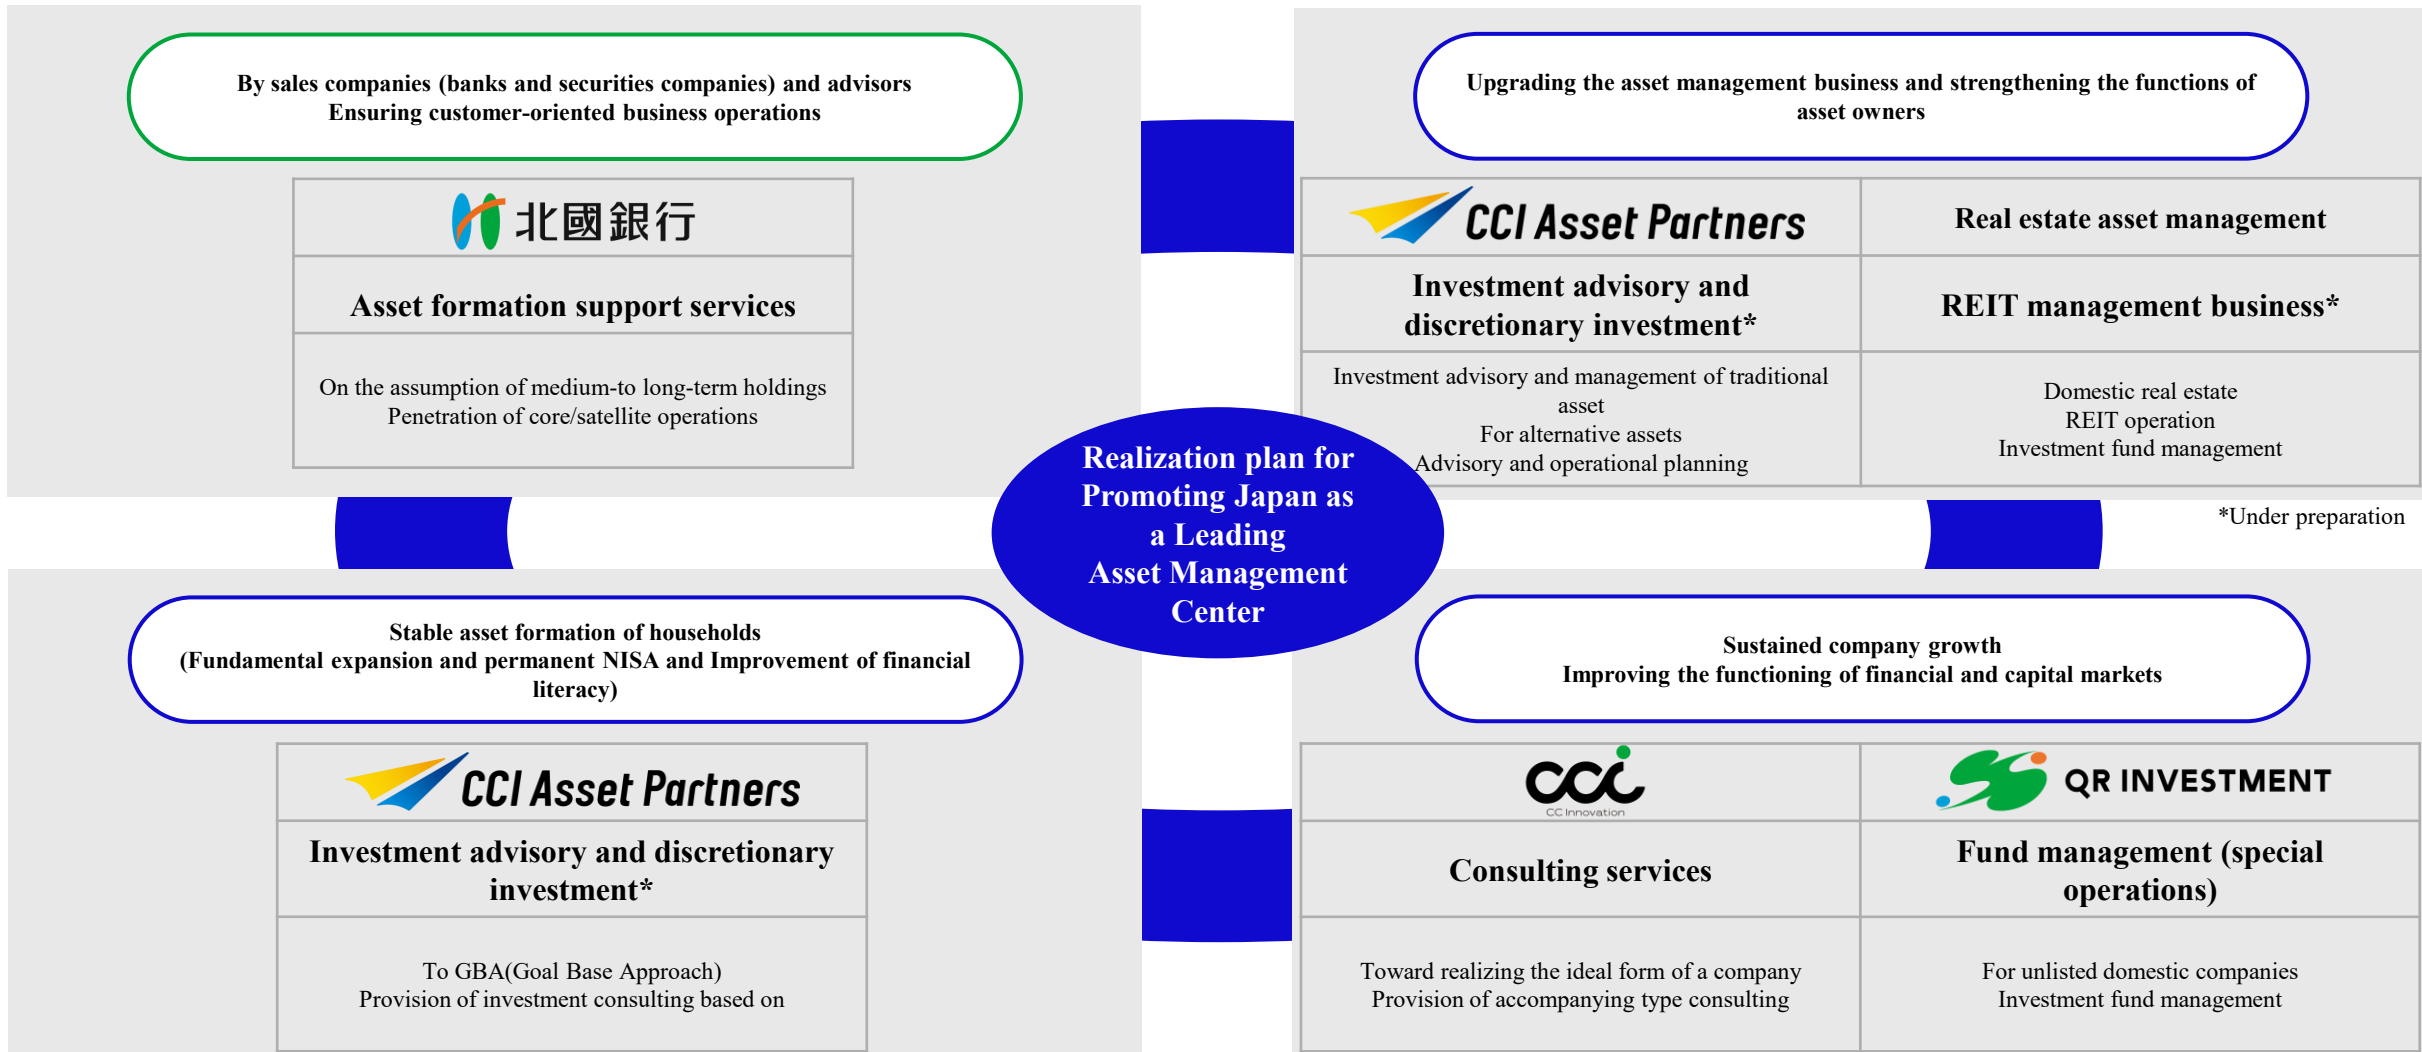 By sales companies (banks and securities companies) and advisors
Ensuring customer-oriented business operations
北國銀行
Asset formation support services
On the assumption of medium-to long-term holdings
Penetration of core/satellite operations
Upgrading the asset management business and strengthening the functions of
asset owners
CCI Asset Partners
Real estate asset management
Investment advisory and
discretionary investment*
REIT management business*
Investment advisory and management of traditional
asset
For alternative assets
Advisory and operational planning
Domestic real estate
REIT operation
Investment fund management
*Under preparation
Realization plan for
Promoting Japan as
a Leading
Asset Management
Center
Stable asset formation of households
(Fundamental expansion and permanent NISA and Improvement of financial
literacy)
CCI Asset Partners
Investment advisory and discretionary
investment*
To GBA(Goal Base Approach)
Provision of investment consulting based on
Sustained company growth
Improving the functioning of financial and capital markets
cci
CC Innovation
QR INVESTMENT
Consulting services
Fund management (special
operations)
Toward realizing the ideal form of a company
Provision of accompanying type consulting
For unlisted domestic companies
Investment fund management